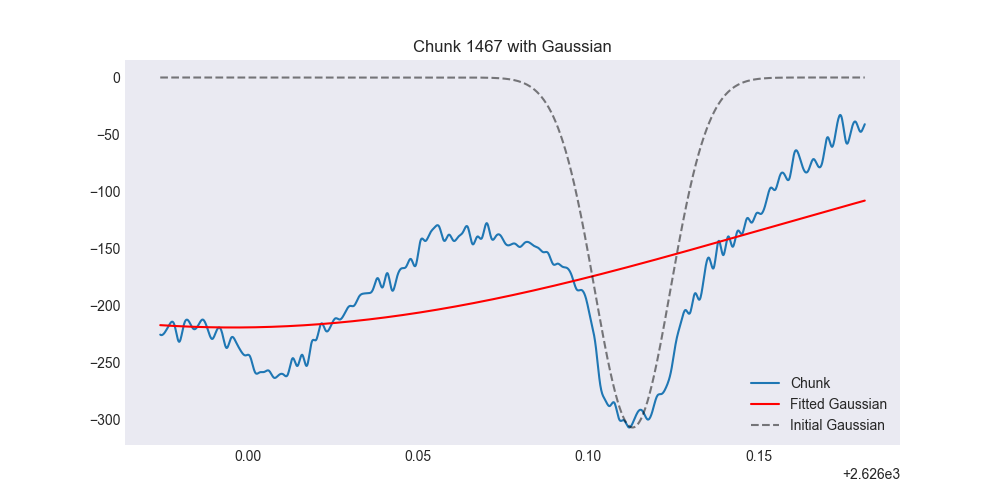 Chunk 1467 with Gaussian
0
−50
−100
−150
−200
−250
−300
Chunk
Fitted Gaussian
Initial Gaussian
0.00 0.05 0.10 0.15
+2.626e3